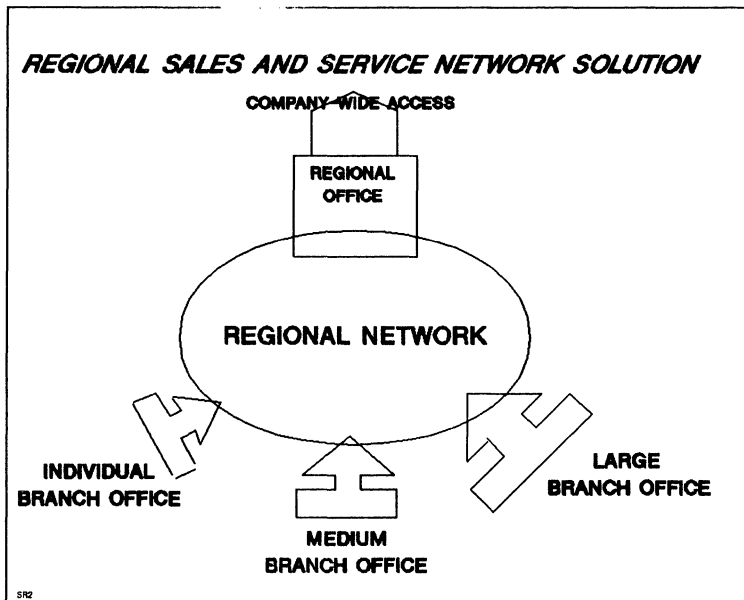 REGIONAL SALES AND SERVICE NETWORK SOLUTION
COMPANY-WIDE ACCESS
REGIONAL
OFFICE
REGIONAL NETWORK
INDIVIDUAL
BRANCH OFFICE
MEDIUM
BRANCH OFFICE
LARGE
BRANCH OFFICE
SR2